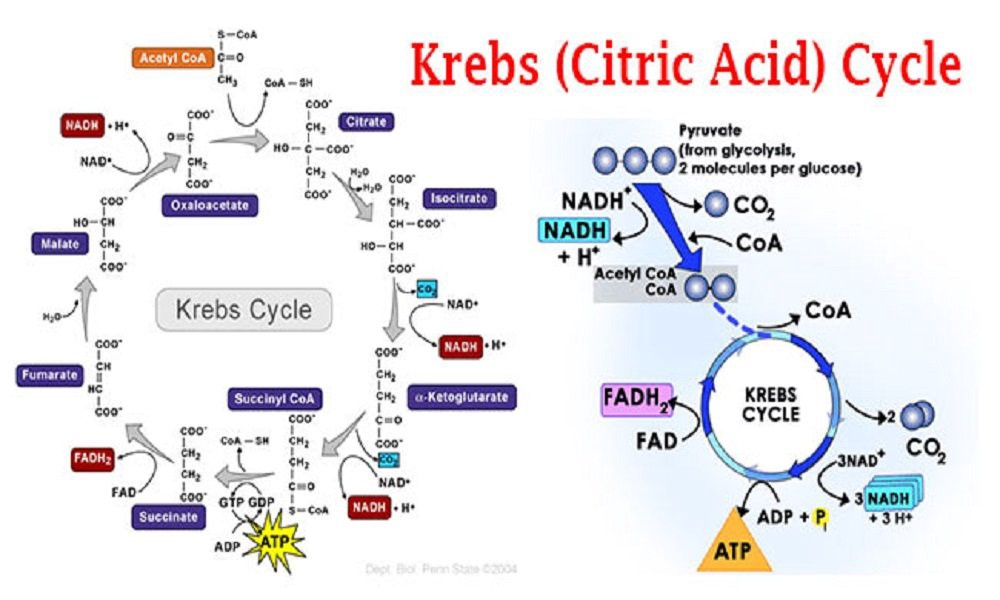 Krebs (Citric Acid) Cycle
S—CoA
Acetyl CoA
C=O
CH₃
CoA—SH
COO⁻
CH₂
HO—C—COO⁻
CH₂
COO⁻
Citrate
NADH • H⁺
NAD⁺
COO⁻
O=C
CH₂
COO⁻
Oxaloacetate
H₂O
H₂O
COO⁻
CH₂
CH—COO⁻
HO—CH
COO⁻
Isocitrate
COO⁻
HO—CH
CH₂
COO⁻
Malate
CO₂
NAD⁺
NADH • H⁺
Krebs Cycle
H₂O
COO⁻
CH
HC
COO⁻
Fumarate
COO⁻
CH₂
CH₂
C=O
COO⁻
α-Ketoglutarate
CO₂
NAD⁺
NADH • H⁺
Succinyl CoA
COO⁻
CH₂
CH₂
C=O
S—CoA
CoA—SH
GTP GDP
ADP
ATP
COO⁻
CH₂
CH₂
COO⁻
Succinate
FADH₂
FAD
Dept. Biol. Penn State ©2004
Pyruvate
(from glycolysis,
2 molecules per glucose)
NADH⁺
NADH
+ H⁺
CO₂
CoA
Acetyl CoA
CoA
CoA
KREBS
CYCLE
FADH₂
FAD
2
CO₂
3NAD⁺
3 NADH
+ 3 H+
ADP + Pi
ATP